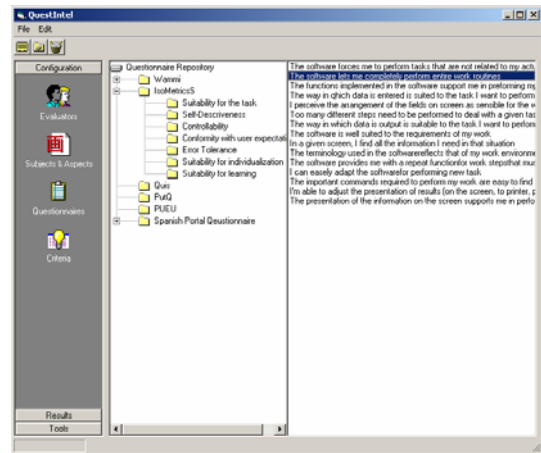 QuestIntel
File Edit
Configuration
Evaluators
Subjects & Aspects
Questionnaires
Criteria
Results
Tools
Questionnaire Repository
Wammi
IsoMetricsS
Suitability for the task
Self-Descriveness
Controllability
Conformity with user expectati
Error Tolerance
Suitability for individualization
Suitability for learning
Quis
PutQ
PUEU
Spanish Portal Qeustionnaire
The software forces me to perform tasks that are not related to my actu
The software lets me completely perform entire work routines
The functions implemented in the software support me in preforming my
The way in qhich data is entered is suited to the task I want to perform
I perceive the arrangement of the fields on screen as sensible for the w
Too many different steps need to be performed to deal with a given tas
The way in which data is output is suitable to the task I want to perform
The software is well suited to the requirements of my work
In a given screen, I find all the information I need in that situation
The terminology used in the softwarereflects that of my work environme
The software provides me with a repeat functionfor work stepsthat mus
I can easely adapt the softwarefor performing new task
The important commands required to perform my work are easy to find
I'm able to adjust the presentation of results (on the screen, to printer, p
The presentation of the information on the screen supports me in perfo